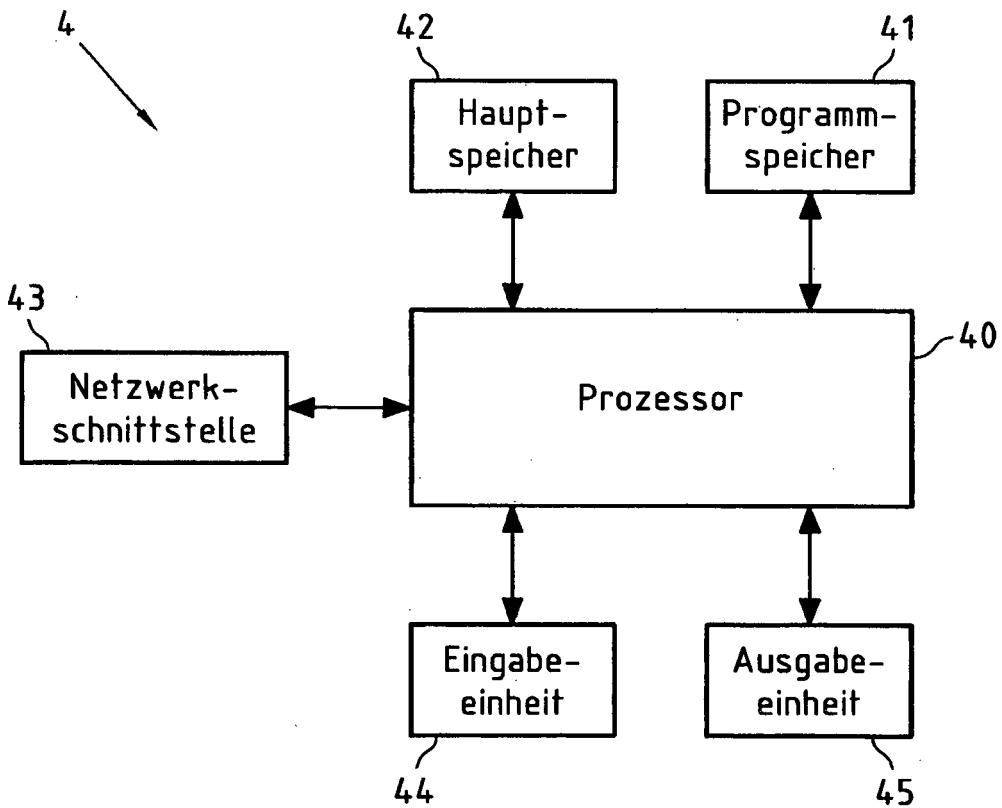 4
42
41
Haupt-
speicher
Programm-
speicher
43
40
Netzwerk-
schnittstelle
Prozessor
Eingabe-
einheit
Ausgabe-
einheit
44
45